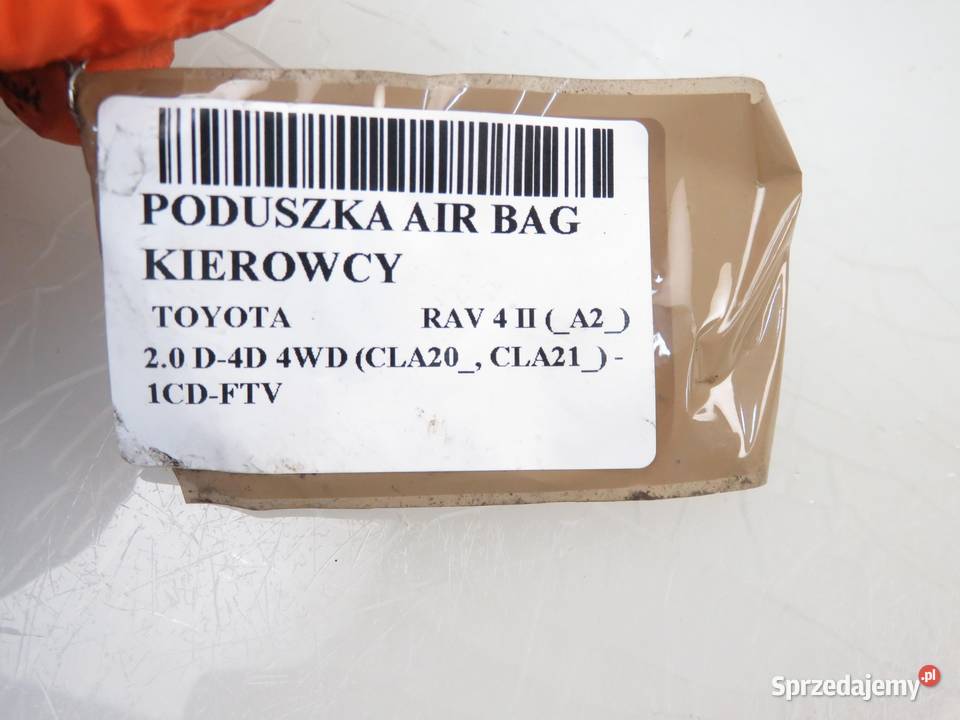 PODUSZKA AIR BAG
KIEROWCY
TOYOTA RAV 4 II (_A2_)
2.0 D-4D 4WD (CLA20_, CLA21_) -
1CD-FTV
Sprzedajemy.pl